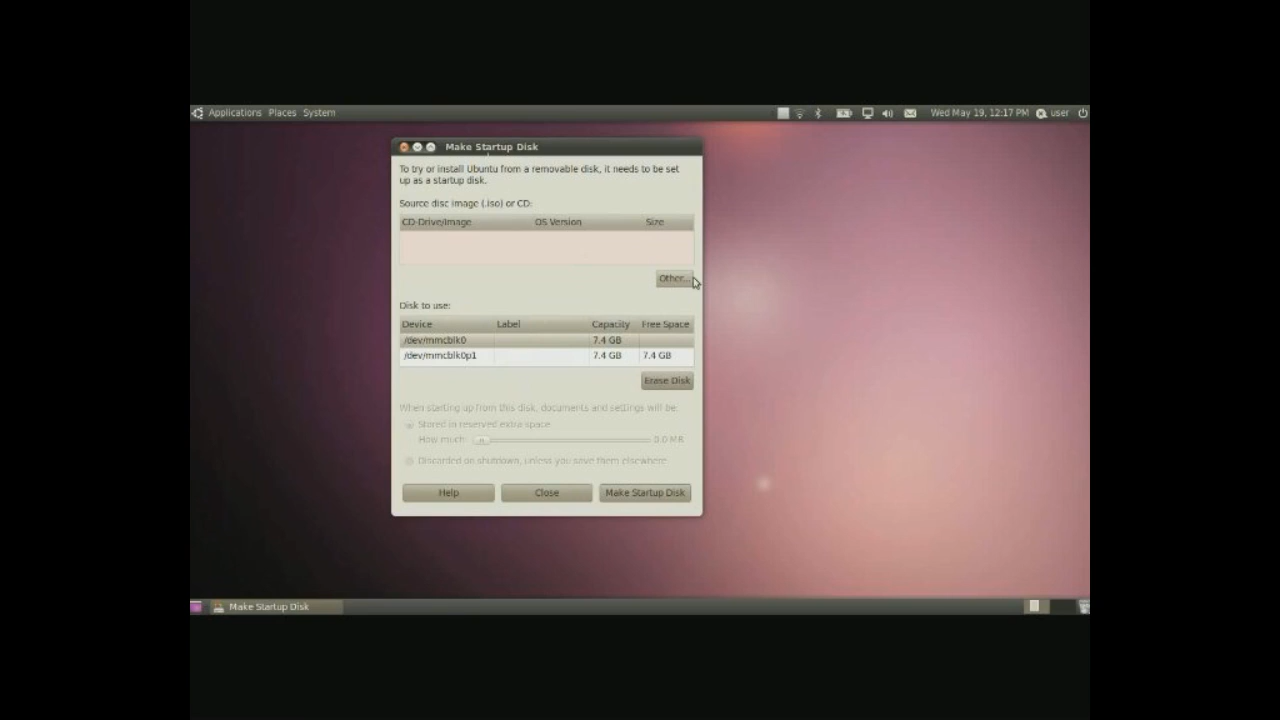 Applications Places System
Wed May 19, 12:17 PM user
Make Startup Disk
To try or install Ubuntu from a removable disk, it needs to be set
up as a startup disk.
Source disc image (.iso) or CD:
CD-Drive/Image OS Version Size
Other...
Disk to use:
Device Label Capacity Free Space
/dev/mmcblk0 7.4 GB
/dev/mmcblk0p1 7.4 GB 7.4 GB
Erase Disk
When starting up from this disk, documents and settings will be:
Stored in reserved extra space
How much: 0.0 MB
Discarded on shutdown, unless you save them elsewhere
Help Close Make Startup Disk
Make Startup Disk